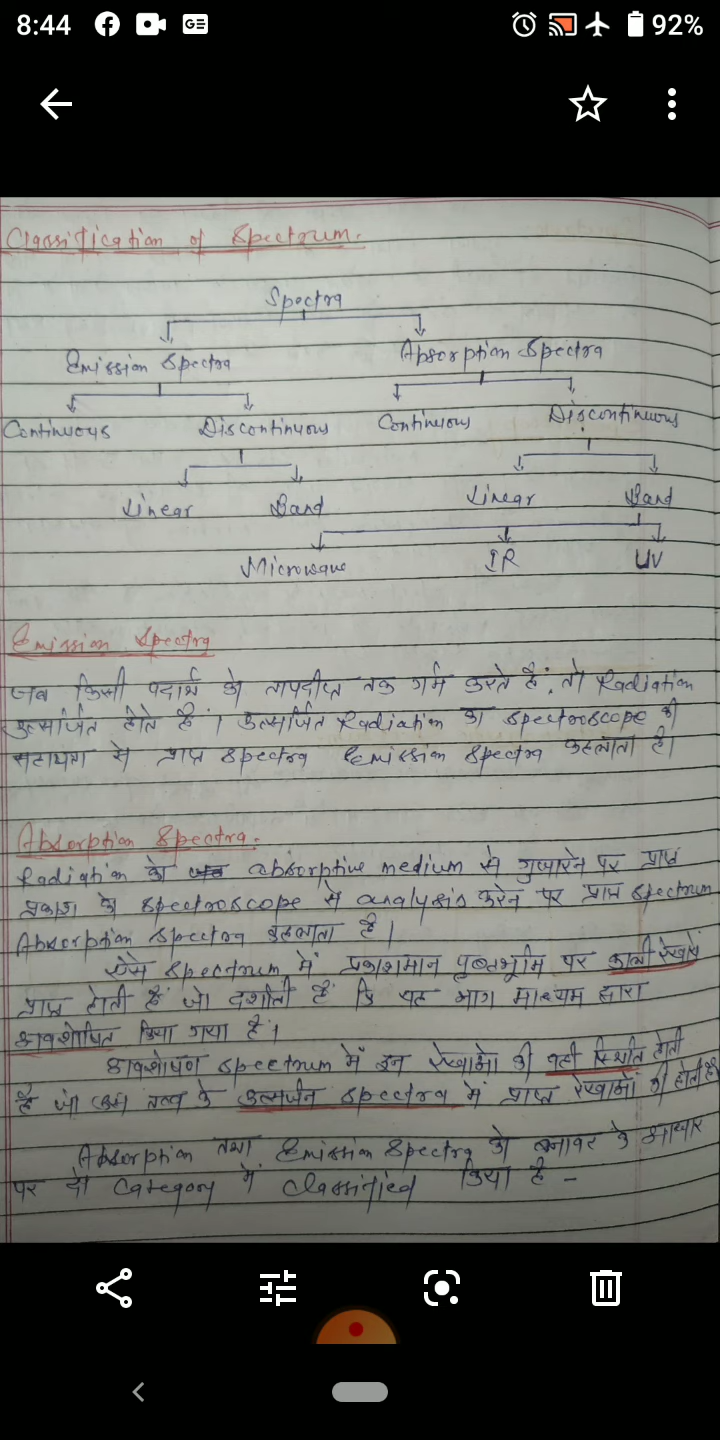 8:44
GE
92%
Classification of Spectrum.
Spectra
Emission Spectra Absorption Spectra
Continuous Discontinuous Continuous Discontinuous
Linear Band Linear Band
Microwave IR UV
Emission Spectra
जब किसी पदार्थ को तापदीप्त तक गर्म करते हैं, तो Radiation
उत्सर्जित होते है। उत्सर्जित Radiation का spectroscope की
सहायता से प्राप्त spectra Emission Spectra कहलाता है।
Absorption Spectra.
Radiation को absorptive medium से गुजारने पर प्राप्त
प्रकाश को spectroscope से analysis करने पर प्राप्त spectrum
Absorption Spectra कहलाता है।
ऐसे spectrum में प्रकाशमान पृष्ठभूमि पर काली रेखायें
प्राप्त होती हैं जो दर्शाती हैं कि यह भाग माध्यम द्वारा
अवशोषित किया गया है।
अवशोषण spectrum में इन रेखाओं की वही स्थिति होती
है जो उस तत्व के उत्सर्जन spectra में प्राप्त रेखाओं की होती है
Absorption तथा Emission Spectra को बनावट के आधार
पर दो Category में Classified किया है -